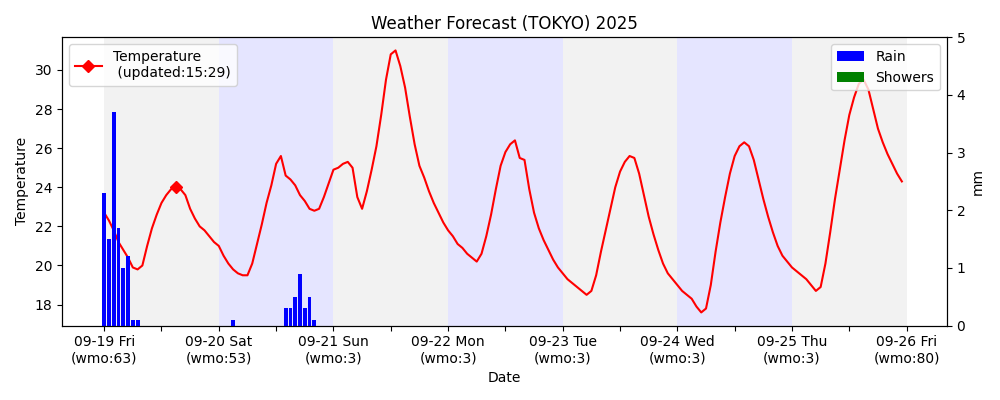 Weather Forecast (TOKYO) 2025
Temperature
(updated:15:29)
Rain
Showers
Temperature
30
28
26
24
22
20
18
5
4
3
2
1
0
mm
09-19 Fri
(wmo:63)
09-20 Sat
(wmo:53)
09-21 Sun
(wmo:3)
09-22 Mon
(wmo:3)
09-23 Tue
(wmo:3)
09-24 Wed
(wmo:3)
09-25 Thu
(wmo:3)
09-26 Fri
(wmo:80)
Date